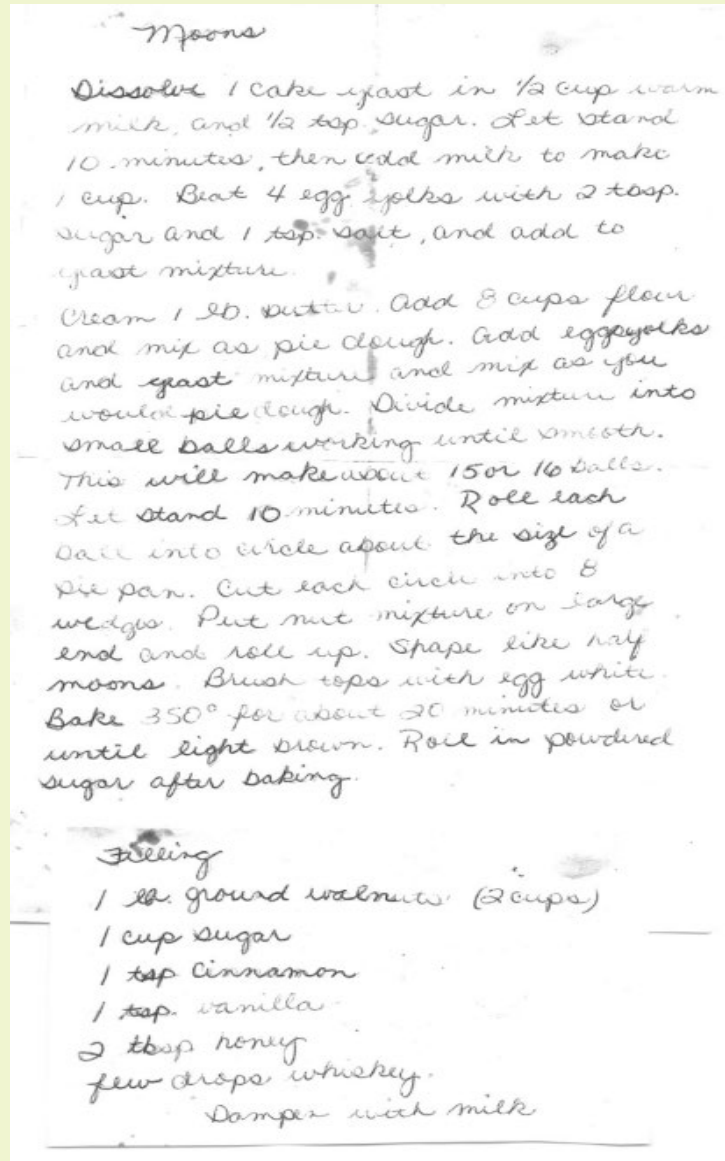 Moons
Dissolve 1 cake yeast in 1/2 cup warm
milk, and 1/2 tsp. sugar. Let stand
10 minutes, then add milk to make
1 cup. Beat 4 egg yolks with 2 tbsp.
sugar and 1 tsp. salt, and add to
yeast mixture.
Cream 1 lb. butter. Add 8 cups flour
and mix as pie dough. Add egg yolks
and yeast mixture and mix as you
would pie dough. Divide mixture into
small balls working until smooth.
This will make about 15 or 16 balls.
Let stand 10 minutes. Roll each
ball into circle about the size of a
pie pan. Cut each circle into 8
wedges. Put nut mixture on large
end and roll up. Shape like half
moons. Brush tops with egg white.
Bake 350° for about 20 minutes or
until light brown. Roll in powdered
sugar after baking.
Filling
1 lb. ground walnuts (2 cups)
1 cup sugar
1 tsp cinnamon
1 tsp. vanilla
2 tbsp honey
few drops whiskey.
Dampen with milk